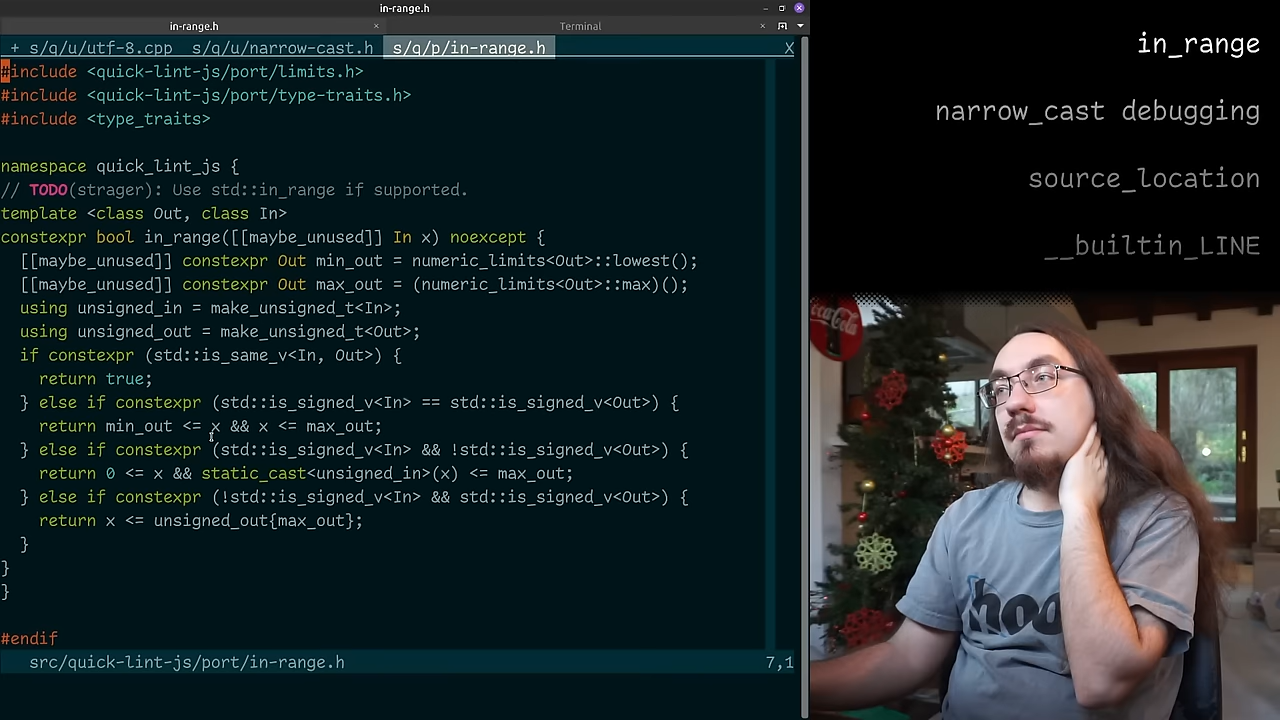 in-range.h
in-range.h × Terminal ×
+ s/q/u/utf-8.cpp s/q/u/narrow-cast.h s/q/p/in-range.h X
#include <quick-lint-js/port/limits.h>
#include <quick-lint-js/port/type-traits.h>
#include <type_traits>
namespace quick_lint_js {
// TODO(strager): Use std::in_range if supported.
template <class Out, class In>
constexpr bool in_range([[maybe_unused]] In x) noexcept {
[[maybe_unused]] constexpr Out min_out = numeric_limits<Out>::lowest();
[[maybe_unused]] constexpr Out max_out = (numeric_limits<Out>::max)();
using unsigned_in = make_unsigned_t<In>;
using unsigned_out = make_unsigned_t<Out>;
if constexpr (std::is_same_v<In, Out>) {
return true;
} else if constexpr (std::is_signed_v<In> == std::is_signed_v<Out>) {
return min_out <= x && x <= max_out;
} else if constexpr (std::is_signed_v<In> && !std::is_signed_v<Out>) {
return 0 <= x && static_cast<unsigned_in>(x) <= max_out;
} else if constexpr (!std::is_signed_v<In> && std::is_signed_v<Out>) {
return x <= unsigned_out{max_out};
}
}
}
#endif
src/quick-lint-js/port/in-range.h 7,1
in_range
narrow_cast debugging
source_location
__builtin_LINE
Coca-Cola
hoo